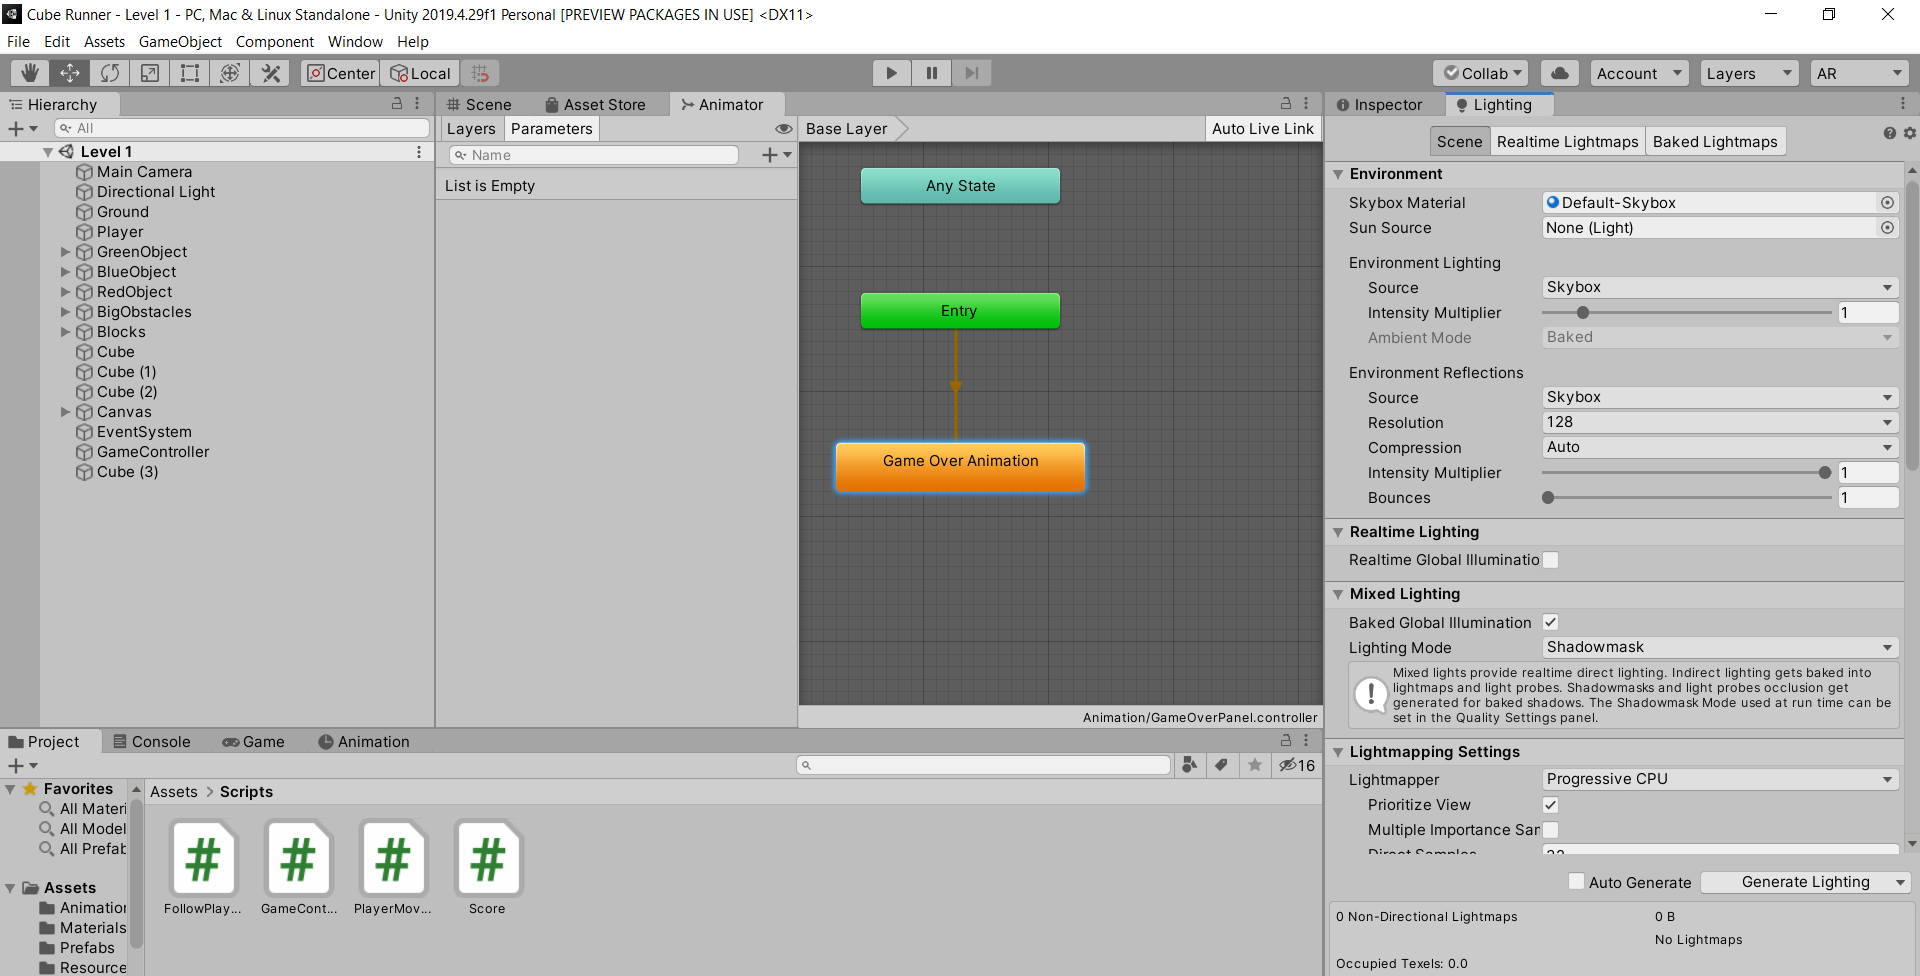 Cube Runner - Level 1 - PC, Mac & Linux Standalone - Unity 2019.4.29f1 Personal [PREVIEW PACKAGES IN USE] <DX11>
File Edit Assets GameObject Component Window Help
Center Local Collab Account Layers AR
Hierarchy
All
Level 1
Main Camera
Directional Light
Ground
Player
GreenObject
BlueObject
RedObject
BigObstacles
Blocks
Cube
Cube (1)
Cube (2)
Canvas
EventSystem
GameController
Cube (3)
Scene Asset Store Animator
Layers Parameters
Name
List is Empty
Base Layer Auto Live Link
Any State
Entry
Game Over Animation
Animation/GameOverPanel.controller
Inspector Lighting
Scene Realtime Lightmaps Baked Lightmaps
Environment
Skybox Material Default-Skybox
Sun Source None (Light)
Environment Lighting
Source Skybox
Intensity Multiplier 1
Ambient Mode Baked
Environment Reflections
Source Skybox
Resolution 128
Compression Auto
Intensity Multiplier 1
Bounces 1
Realtime Lighting
Realtime Global Illuminatio
Mixed Lighting
Baked Global Illumination
Lighting Mode Shadowmask
Mixed lights provide realtime direct lighting. Indirect lighting gets baked into
lightmaps and light probes. Shadowmasks and light probes occlusion get
generated for baked shadows. The Shadowmask Mode used at run time can be
set in the Quality Settings panel.
Lightmapping Settings
Lightmapper Progressive CPU
Prioritize View
Multiple Importance Sar
Direct Samples 32
Auto Generate Generate Lighting
0 Non-Directional Lightmaps 0 B
No Lightmaps
Occupied Texels: 0.0
Project Console Game Animation
16
Favorites
All Materi
All Model
All Prefab
Assets
Animation
Materials
Prefabs
Resource
Assets > Scripts
FollowPlay... GameCont... PlayerMov... Score